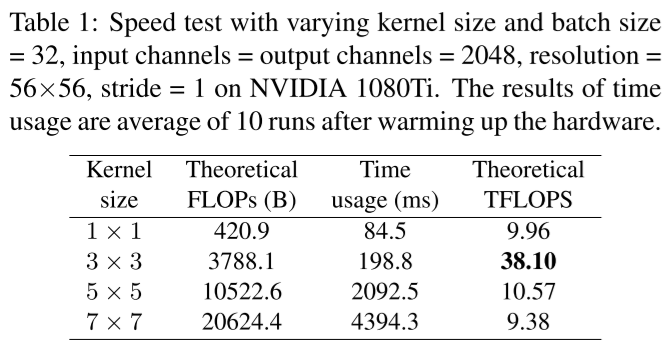 Table 1: Speed test with varying kernel size and batch size
= 32, input channels = output channels = 2048, resolution =
56×56, stride = 1 on NVIDIA 1080Ti. The results of time
usage are average of 10 runs after warming up the hardware.
Kernel Theoretical Time Theoretical
size FLOPs (B) usage (ms) TFLOPS
1 × 1 420.9 84.5 9.96
3 × 3 3788.1 198.8 38.10
5 × 5 10522.6 2092.5 10.57
7 × 7 20624.4 4394.3 9.38